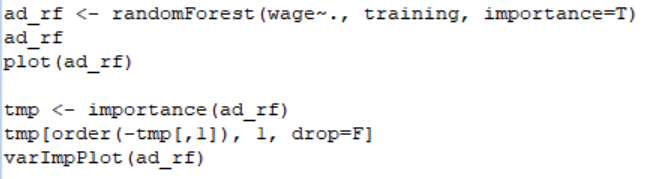 ad_rf <- randomForest(wage~., training, importance=T)
ad_rf
plot(ad_rf)
tmp <- importance(ad_rf)
tmp[order(-tmp[,1]), 1, drop=F]
varImpPlot(ad_rf)